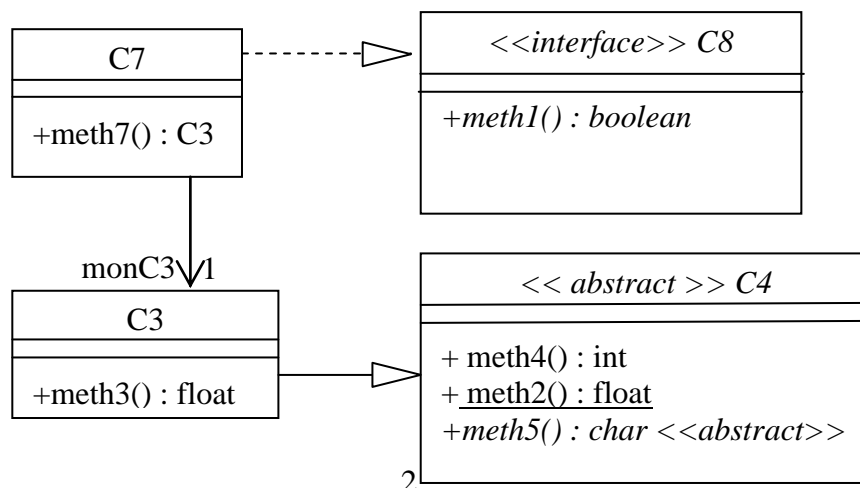 C7
+meth7() : C3
<<interface>> C8
+meth1() : boolean
monC3 1
C3
+meth3() : float
<< abstract >> C4
+ meth4() : int
+ meth2() : float
+meth5() : char <<abstract>>
2